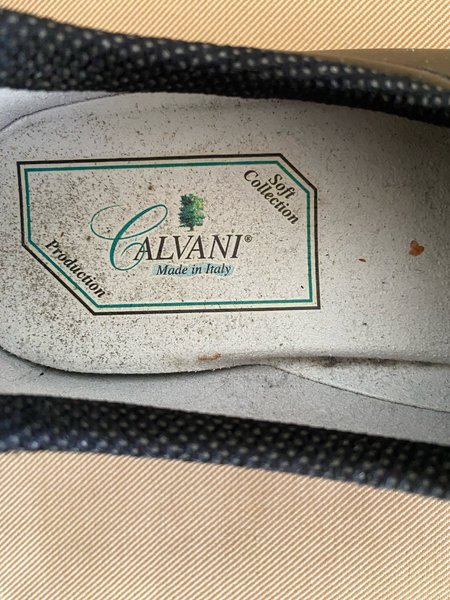 Soft
Collection
CALVANI®
Made in Italy
Production